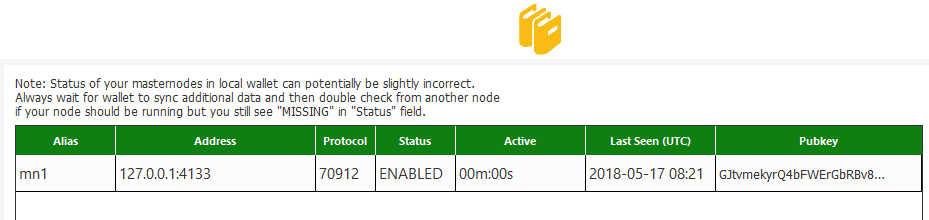 Note: Status of your masternodes in local wallet can potentially be slightly incorrect.
Always wait for wallet to sync additional data and then double check from another node
if your node should be running but you still see "MISSING" in "Status" field.
Alias Address Protocol Status Active Last Seen (UTC) Pubkey
mn1 127.0.0.1:4133 70912 ENABLED 00m:00s 2018-05-17 08:21 GJtvmekyrQ4bFWErGbRBv8...